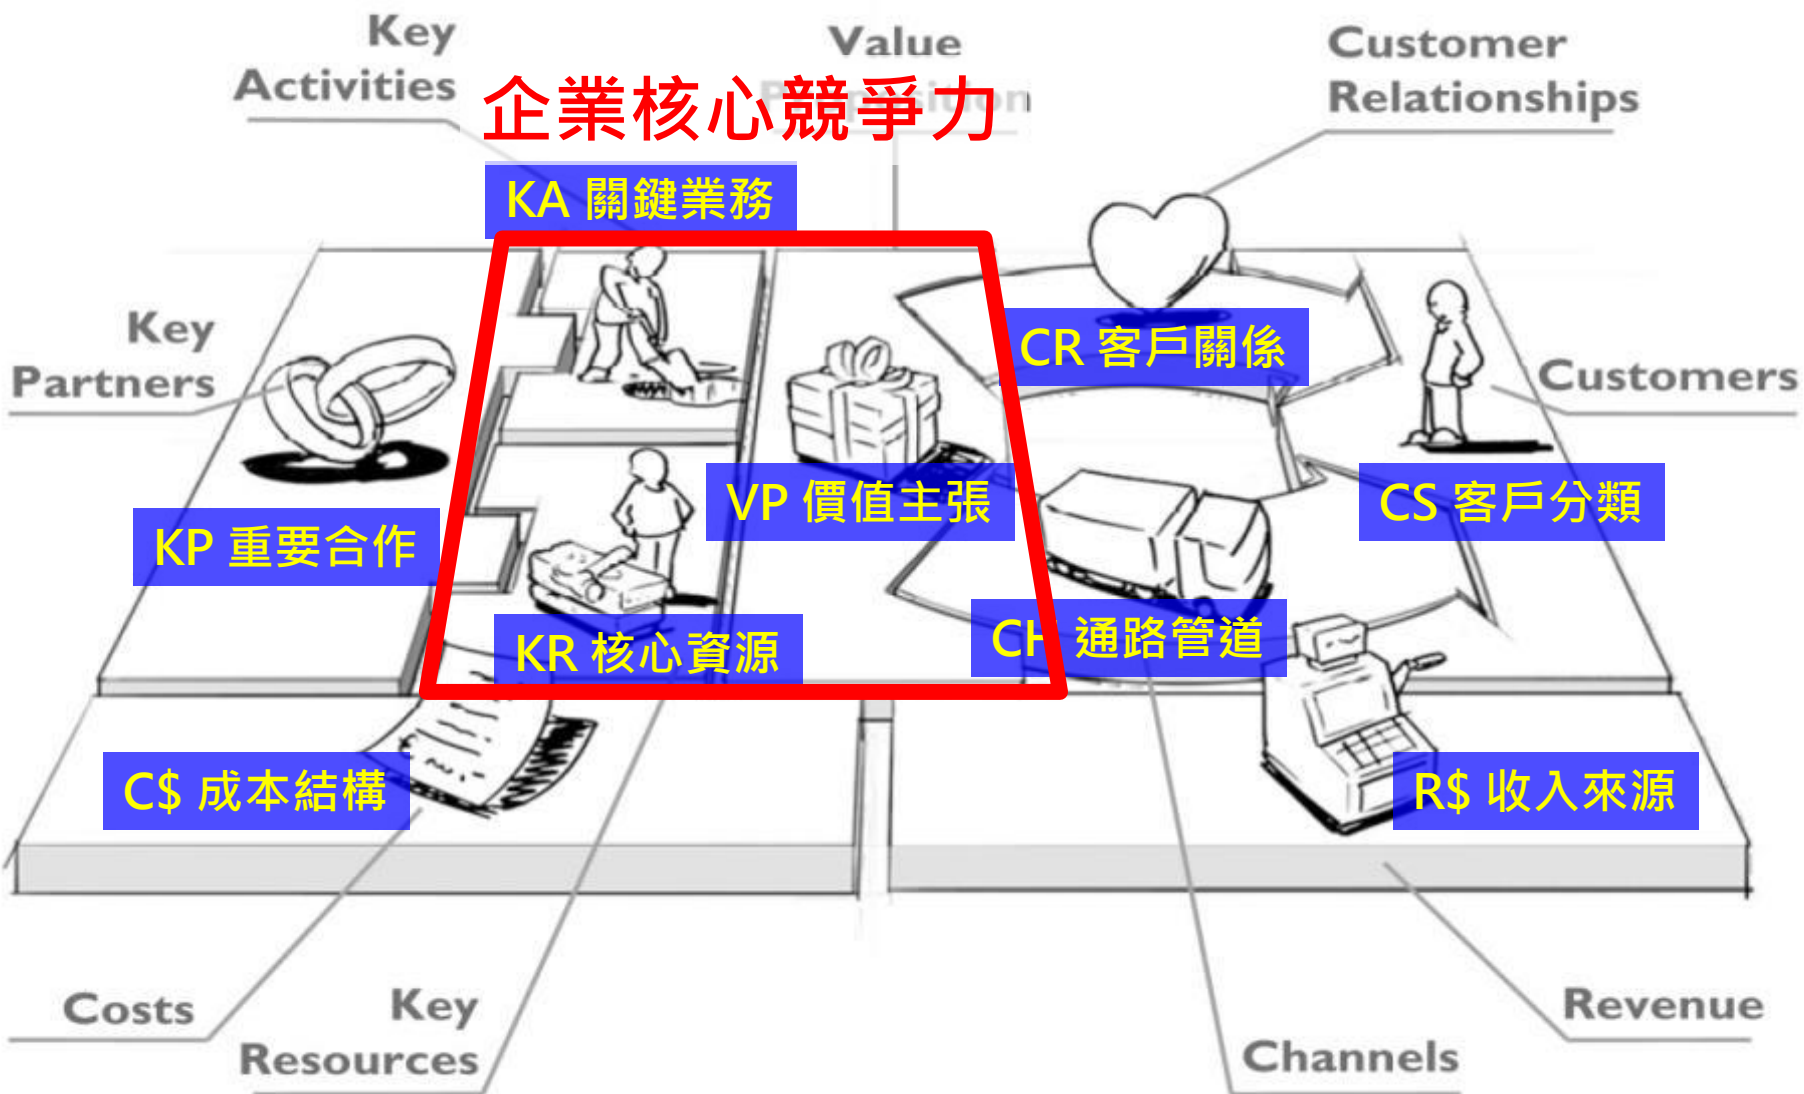 Key
Activities
Value
Proposition
Customer
Relationships
企業核心競爭力
KA 關鍵業務
Key
Partners
CR 客戶關係
Customers
VP 價值主張
CS 客戶分類
KP 重要合作
KR 核心資源
CH 通路管道
C$ 成本結構
R$ 收入來源
Costs
Key
Resources
Channels
Revenue